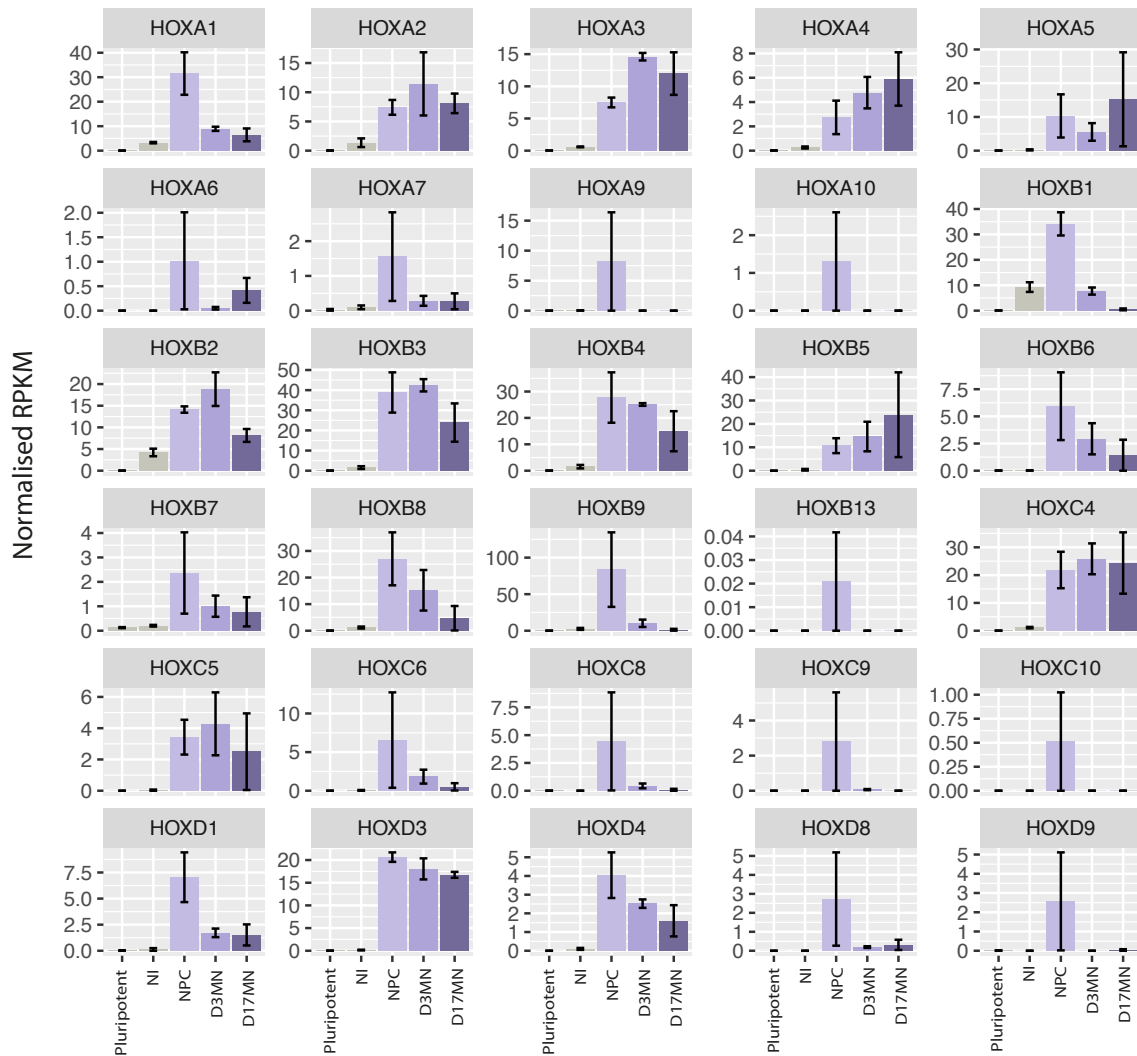 HOXA1 HOXA2 HOXA3 HOXA4 HOXA5
40 30 20 10 0
15 10 5 0
15 10 5 0
8 6 4 2 0
30 20 10 0
HOXA6 HOXA7 HOXA9 HOXA10 HOXB1
2.0 1.5 1.0 0.5 0.0
2 1 0
15 10 5 0
2 1 0
40 30 20 10 0
Normalised RPKM
HOXB2 HOXB3 HOXB4 HOXB5 HOXB6
20 15 10 5 0
50 40 30 20 10 0
30 20 10 0
40 30 20 10 0
7.5 5.0 2.5 0.0
HOXB7 HOXB8 HOXB9 HOXB13 HOXC4
4 3 2 1 0
30 20 10 0
100 50 0
0.04 0.03 0.02 0.01 0.00
30 20 10 0
HOXC5 HOXC6 HOXC8 HOXC9 HOXC10
6 4 2 0
10 5 0
7.5 5.0 2.5 0.0
4 2 0
1.00 0.75 0.50 0.25 0.00
HOXD1 HOXD3 HOXD4 HOXD8 HOXD9
7.5 5.0 2.5 0.0
20 15 10 5 0
5 4 3 2 1 0
5 4 3 2 1 0
5 4 3 2 1 0
Pluripotent NI NPC D3MN D17MN
Pluripotent NI NPC D3MN D17MN
Pluripotent NI NPC D3MN D17MN
Pluripotent NI NPC D3MN D17MN
Pluripotent NI NPC D3MN D17MN